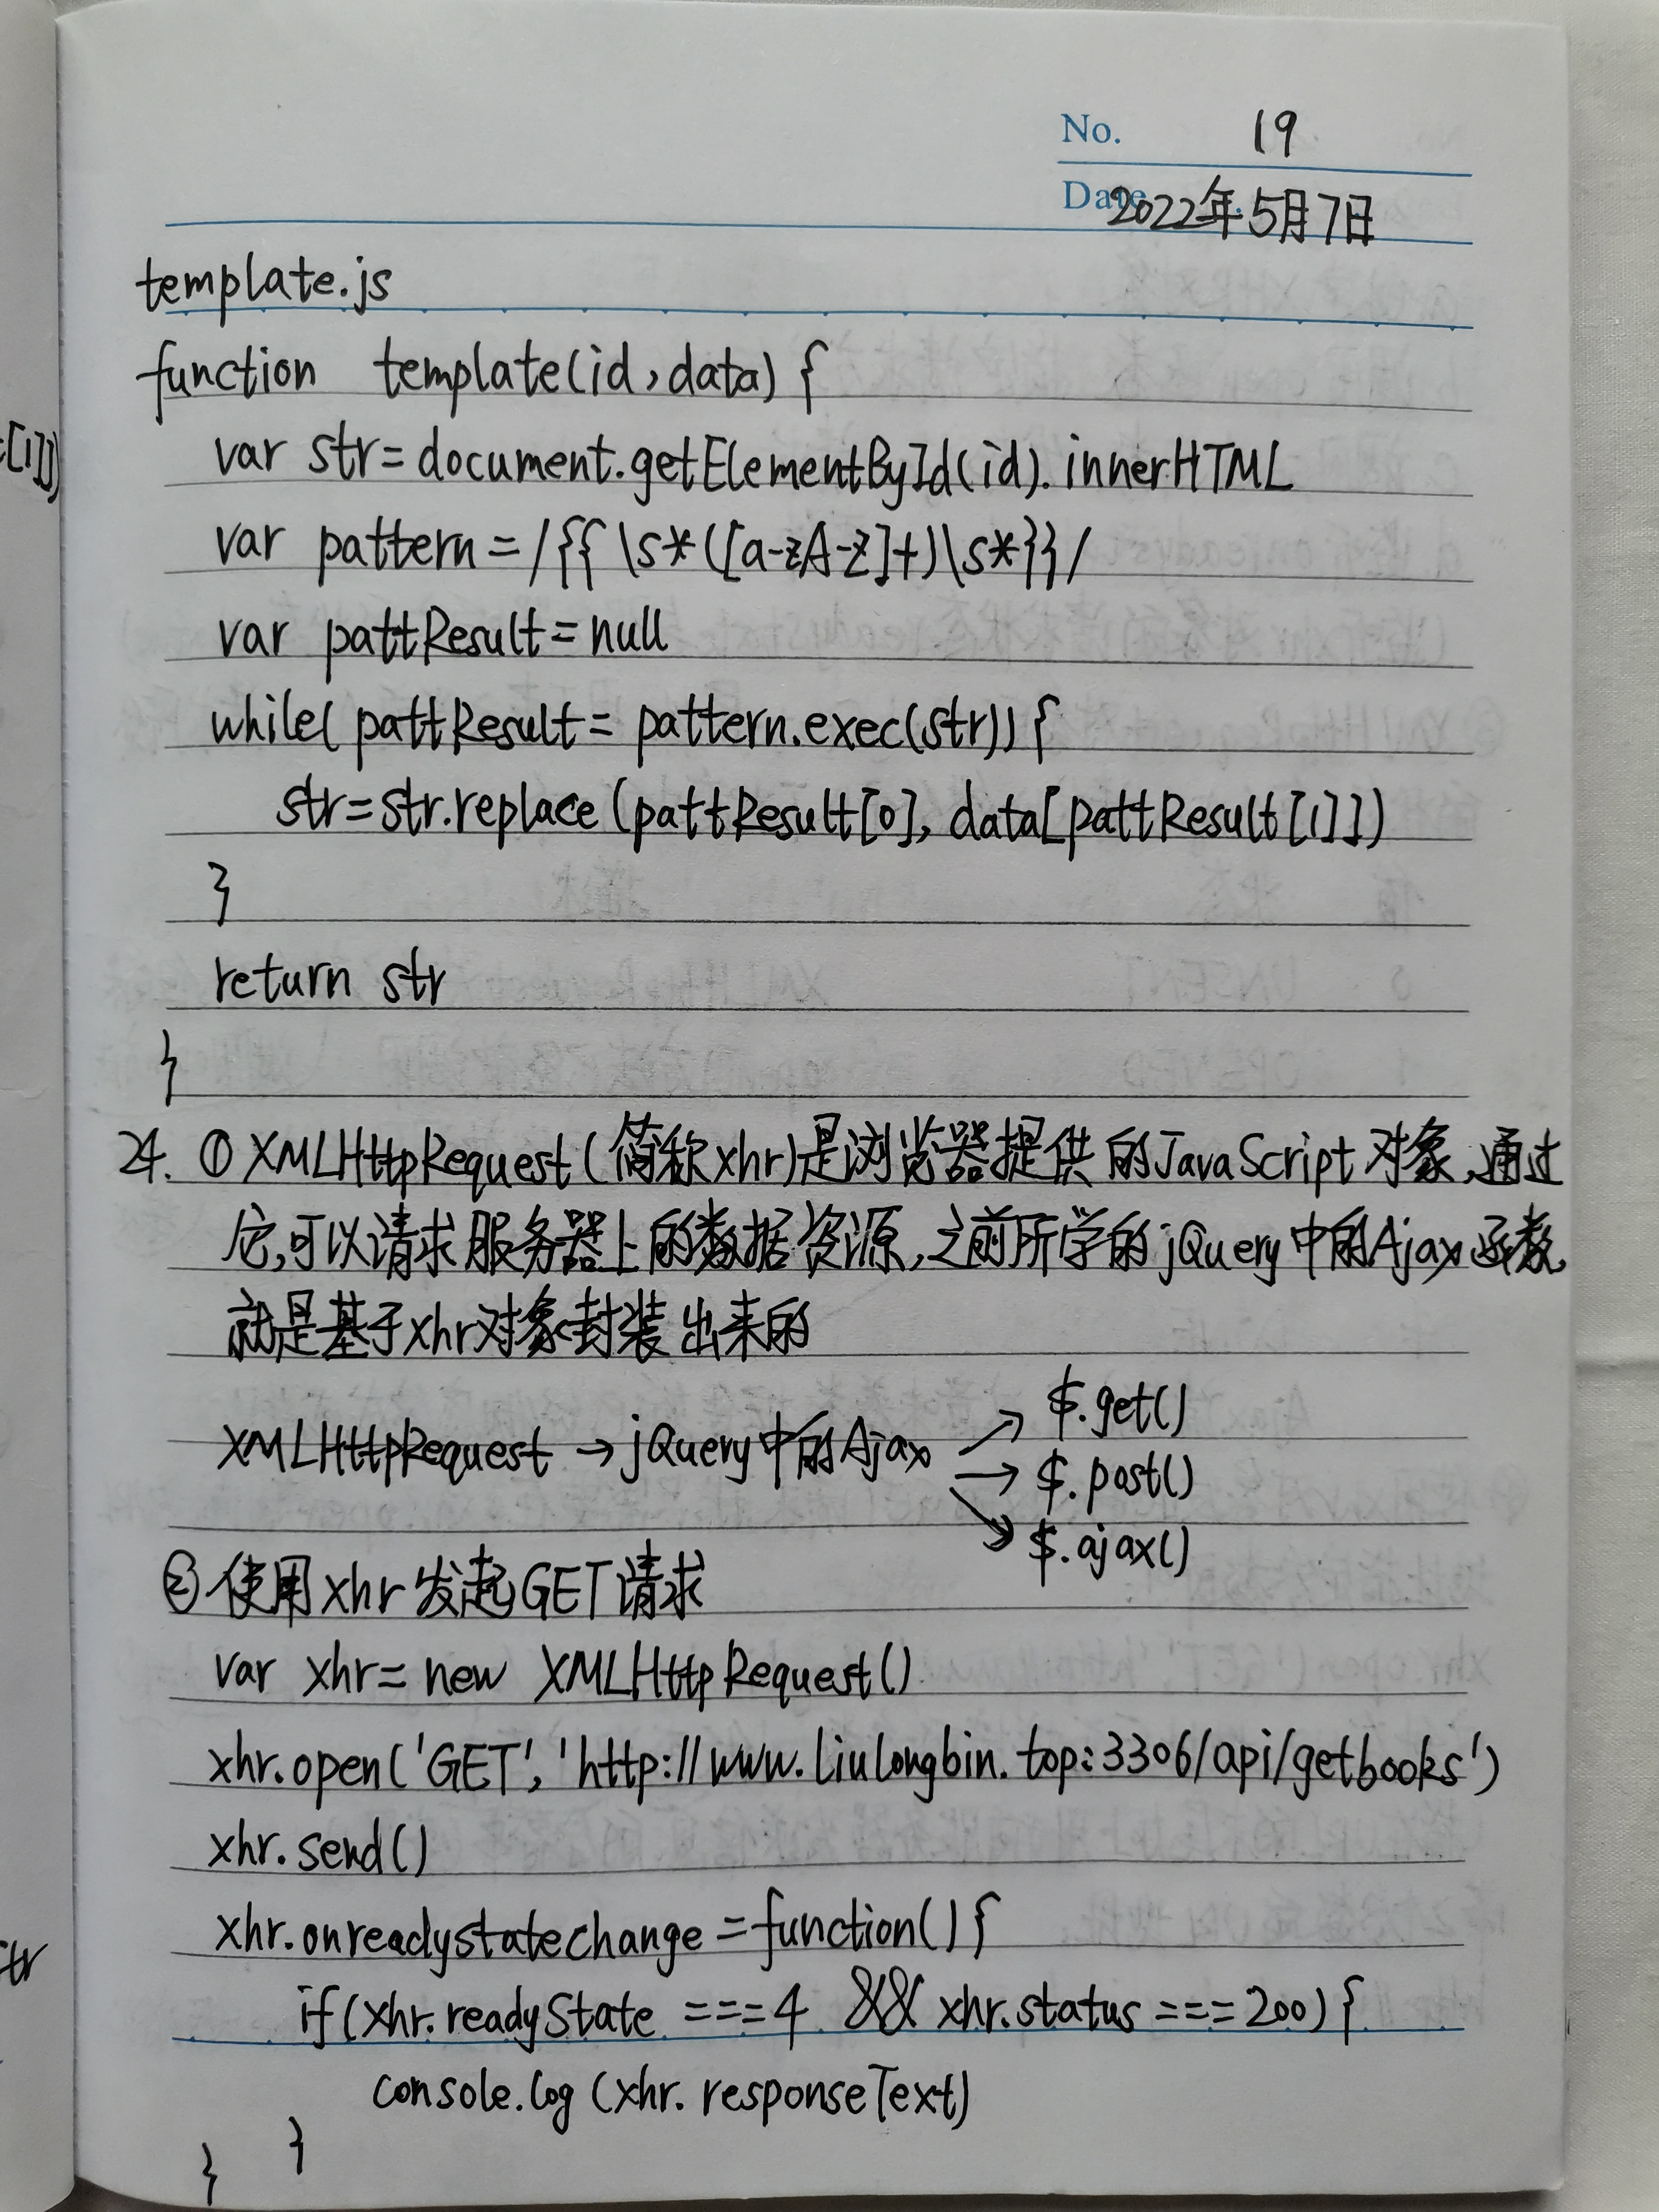 No. 19
Date 2022年5月7日
template.js
function template(id,data) {
var str=document.getElementById(id).innerHTML
var pattern=/{{\s*([a-zA-Z]+)\s*}}/
var pattResult=null
while(pattResult=pattern.exec(str)){
str=str.replace(pattResult[0],data[pattResult[1]])
}
return str
}
24. ①XMLHttpRequest(简称xhr)是浏览器提供的JavaScript对象,通过
它,可以请求服务器上的数据资源,之前所学的jQuery中的Ajax函数,
就是基于xhr对象封装出来的
XMLHttpRequest→jQuery中的Ajax
→$.get()
→$.post()
→$.ajax()
②使用xhr发起GET请求
var xhr=new XMLHttpRequest()
xhr.open('GET','http://www.liulongbin.top:3306/api/getbooks')
xhr.send()
xhr.onreadystatechange=function(){
if(xhr.readyState===4 && xhr.status===200){
console.log(xhr.responseText)
}
}